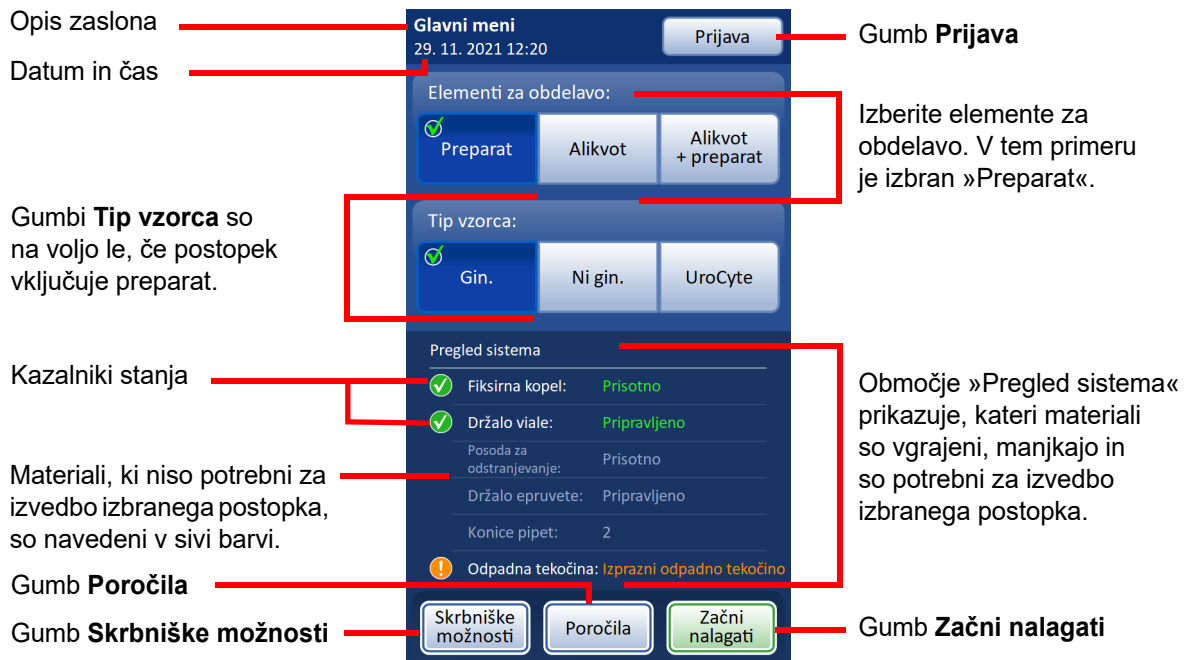 Opis zaslona
Datum in čas
Gumbi Tip vzorca so
na voljo le, če postopek
vključuje preparat.
Kazalniki stanja
Materiali, ki niso potrebni za
izvedbo izbranega postopka,
so navedeni v sivi barvi.
Gumb Poročila
Gumb Skrbniške možnosti
Glavni meni
29. 11. 2021 12:20
Prijava
Elementi za obdelavo:
Preparat
Alikvot
Alikvot
+ preparat
Tip vzorca:
Gin.
Ni gin.
UroCyte
Pregled sistema
Fiksirna kopel: Prisotno
Držalo viale: Pripravljeno
Posoda za
odstranjevanje: Prisotno
Držalo epruvete: Pripravljeno
Konice pipet: 2
Odpadna tekočina: Izprazni odpadno tekočino
Skrbniške
možnosti
Poročila
Začni
nalagati
Gumb Prijava
Izberite elemente za
obdelavo. V tem primeru
je izbran »Preparat«.
Območje »Pregled sistema«
prikazuje, kateri materiali
so vgrajeni, manjkajo in
so potrebni za izvedbo
izbranega postopka.
Gumb Začni nalagati